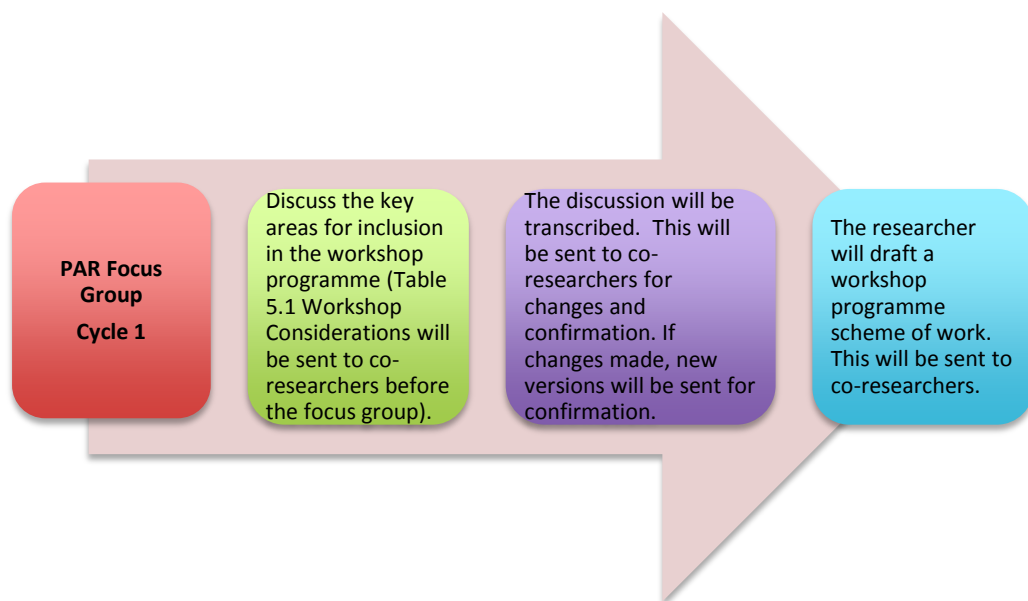 PAR Focus
Group
Cycle 1
Discuss the key
areas for inclusion
in the workshop
programme (Table
5.1 Workshop
Considerations will
be sent to co-
researchers before
the focus group).
The discussion will be
transcribed.  This will
be sent to co-
researchers for
changes and
confirmation. If
changes made, new
versions will be sent for
confirmation.
The researcher
will draft a
workshop
programme
scheme of work.
This will be sent to
co-researchers.